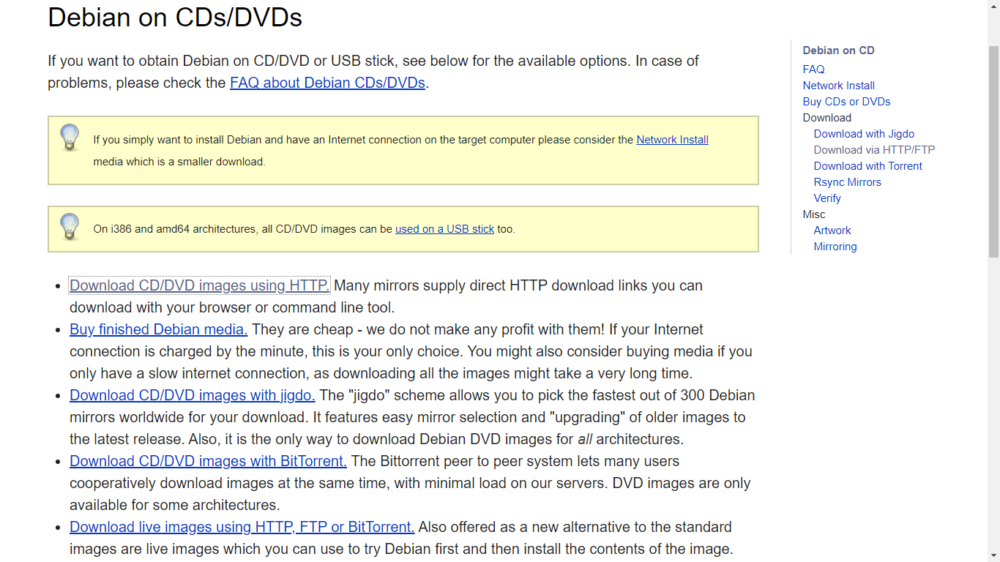 Debian on CDs/DVDs
If you want to obtain Debian on CD/DVD or USB stick, see below for the available options. In case of
problems, please check the FAQ about Debian CDs/DVDs.
If you simply want to install Debian and have an Internet connection on the target computer please consider the Network Install
media which is a smaller download.
On i386 and amd64 architectures, all CD/DVD images can be used on a USB stick too.
Download CD/DVD images using HTTP. Many mirrors supply direct HTTP download links you can
download with your browser or command line tool.
Buy finished Debian media. They are cheap - we do not make any profit with them! If your Internet
connection is charged by the minute, this is your only choice. You might also consider buying media if you
only have a slow internet connection, as downloading all the images might take a very long time.
Download CD/DVD images with jigdo. The "jigdo" scheme allows you to pick the fastest out of 300 Debian
mirrors worldwide for your download. It features easy mirror selection and "upgrading" of older images to
the latest release. Also, it is the only way to download Debian DVD images for all architectures.
Download CD/DVD images with BitTorrent. The Bittorrent peer to peer system lets many users
cooperatively download images at the same time, with minimal load on our servers. DVD images are only
available for some architectures.
Download live images using HTTP, FTP or BitTorrent. Also offered as a new alternative to the standard
images are live images which you can use to try Debian first and then install the contents of the image.
Debian on CD
FAQ
Network Install
Buy CDs or DVDs
Download
Download with Jigdo
Download via HTTP/FTP
Download with Torrent
Rsync Mirrors
Verify
Misc
Artwork
Mirroring